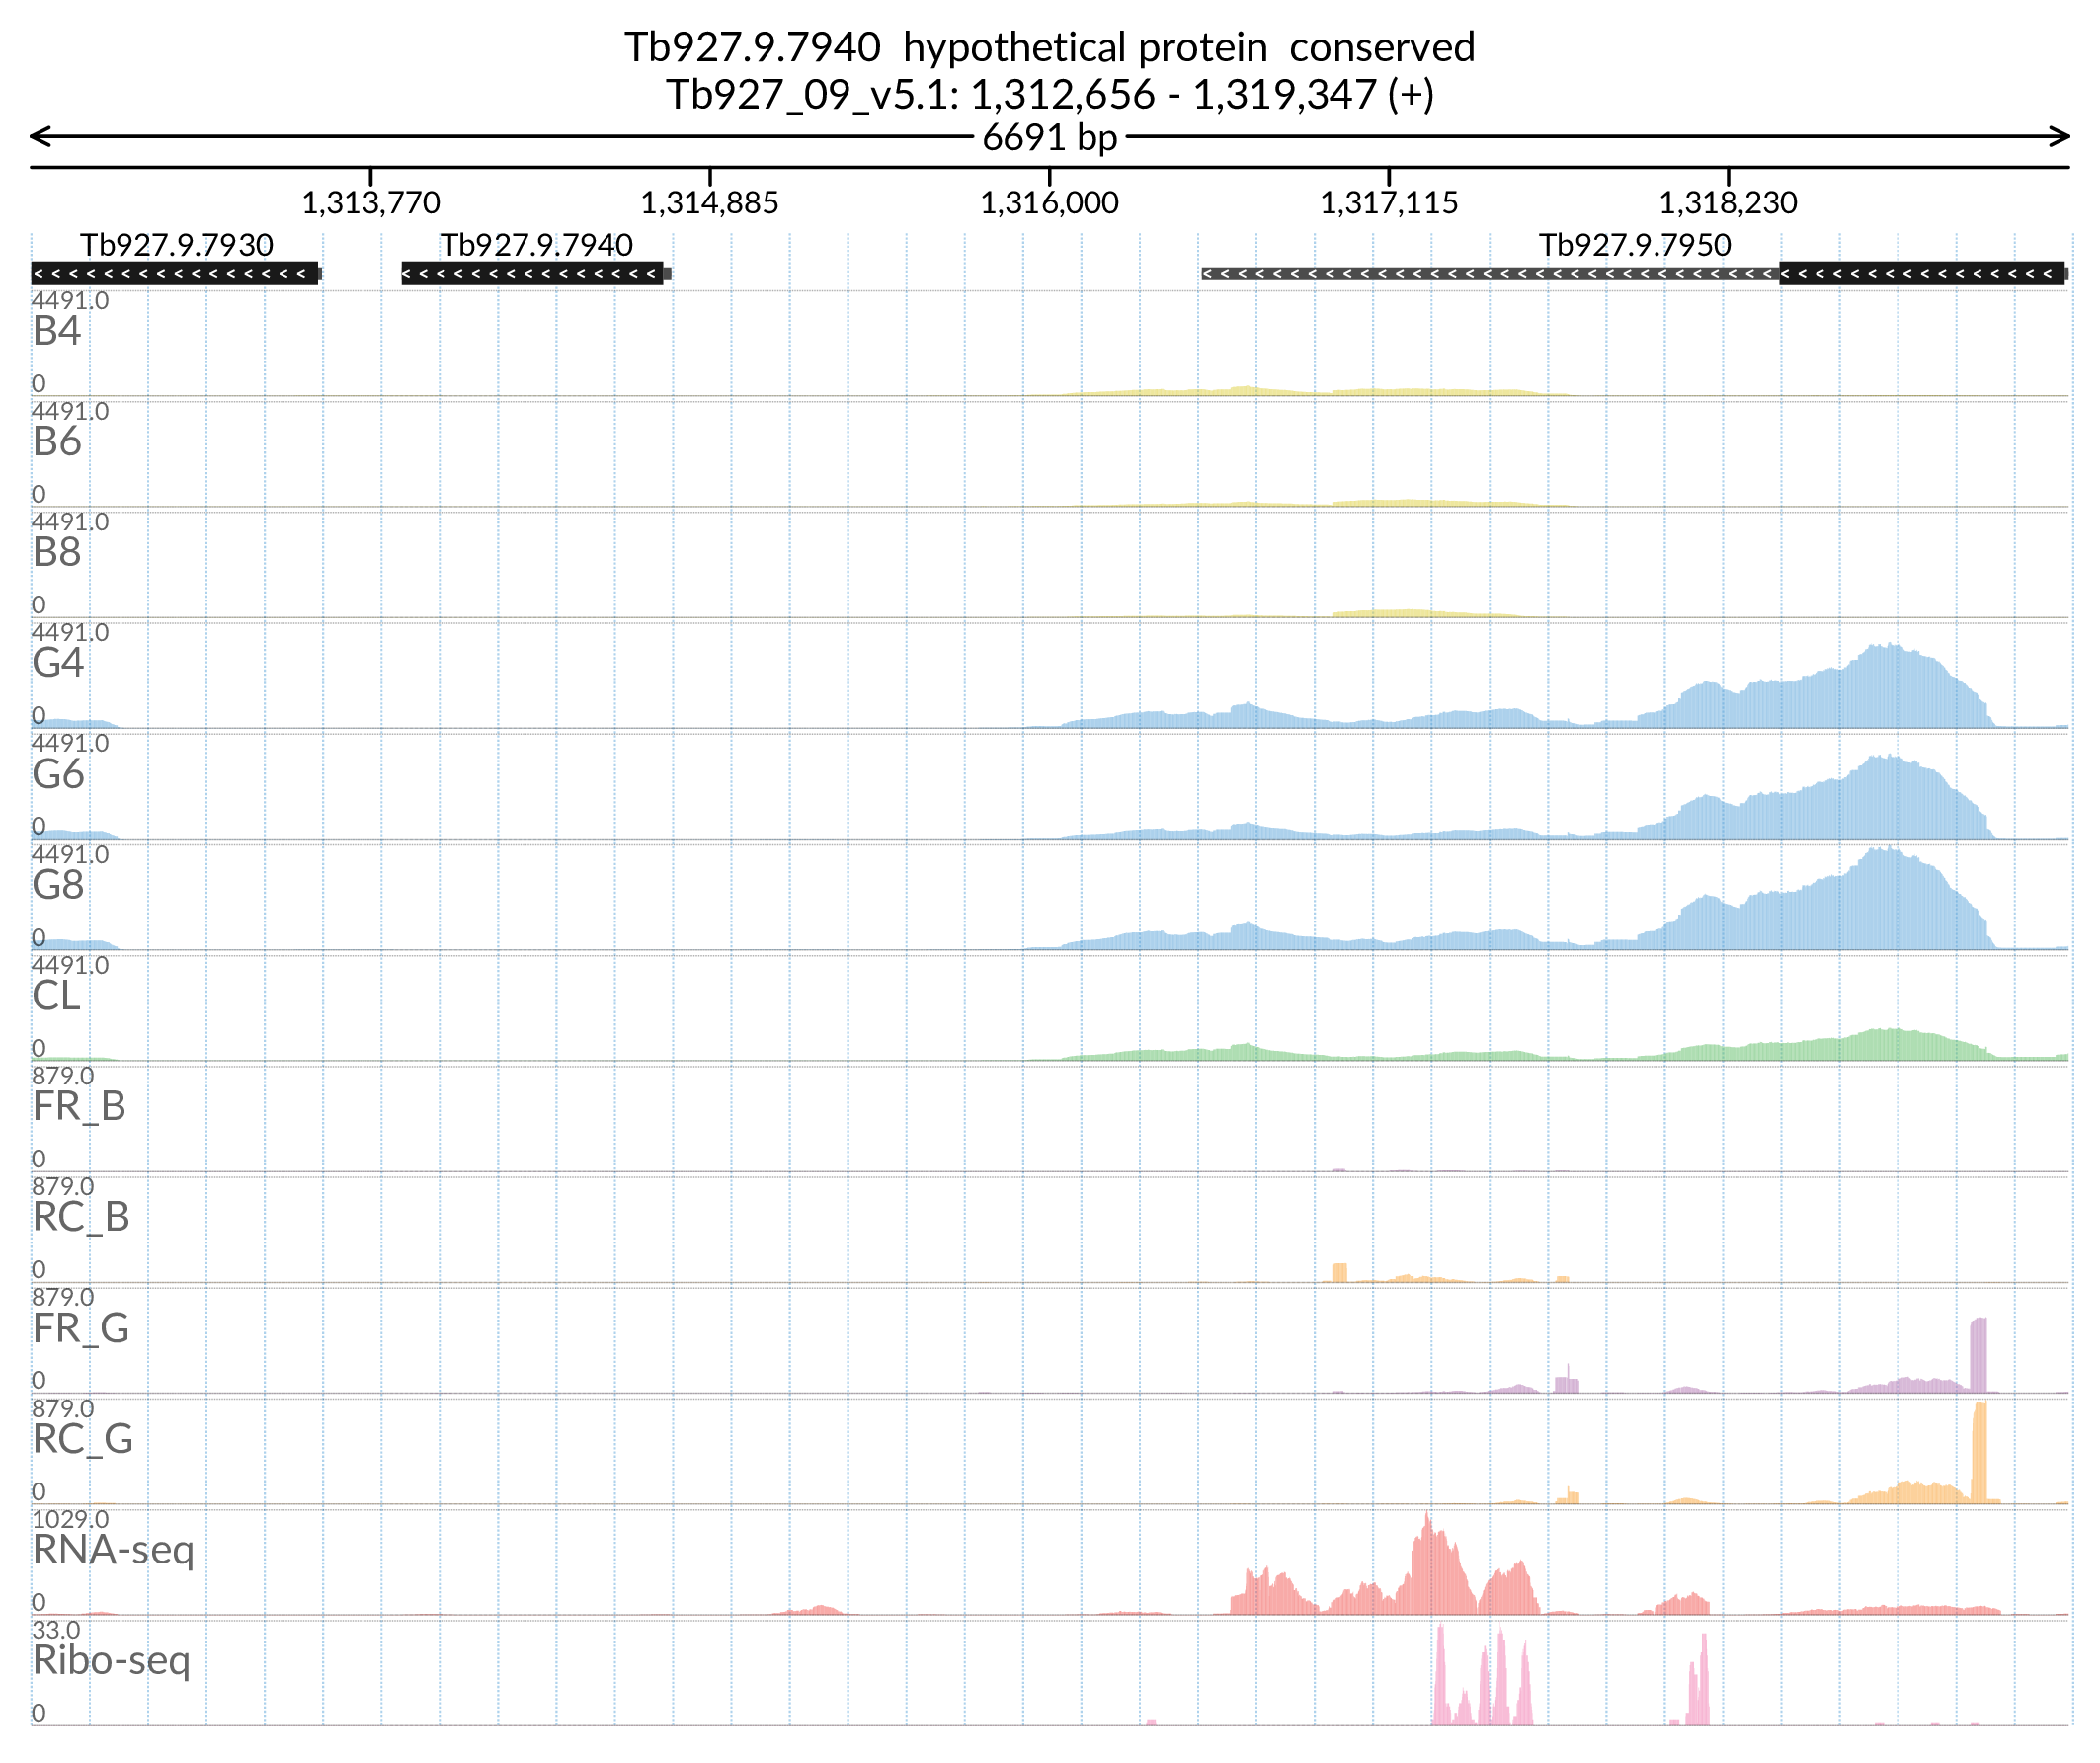 Tb927.9.7940 hypothetical protein conserved
Tb927_09_v5.1: 1,312,656 - 1,319,347 (+)
6691 bp
1,313,770 1,314,885 1,316,000 1,317,115 1,318,230
Tb927.9.7930 Tb927.9.7940 Tb927.9.7950
4491.0
B4
0
4491.0
B6
0
4491.0
B8
0
4491.0
G4
0
4491.0
G6
0
4491.0
G8
0
4491.0
CL
0
879.0
FR_B
0
879.0
RC_B
0
879.0
FR_G
0
879.0
RC_G
0
1029.0
RNA-seq
0
33.0
Ribo-seq
0